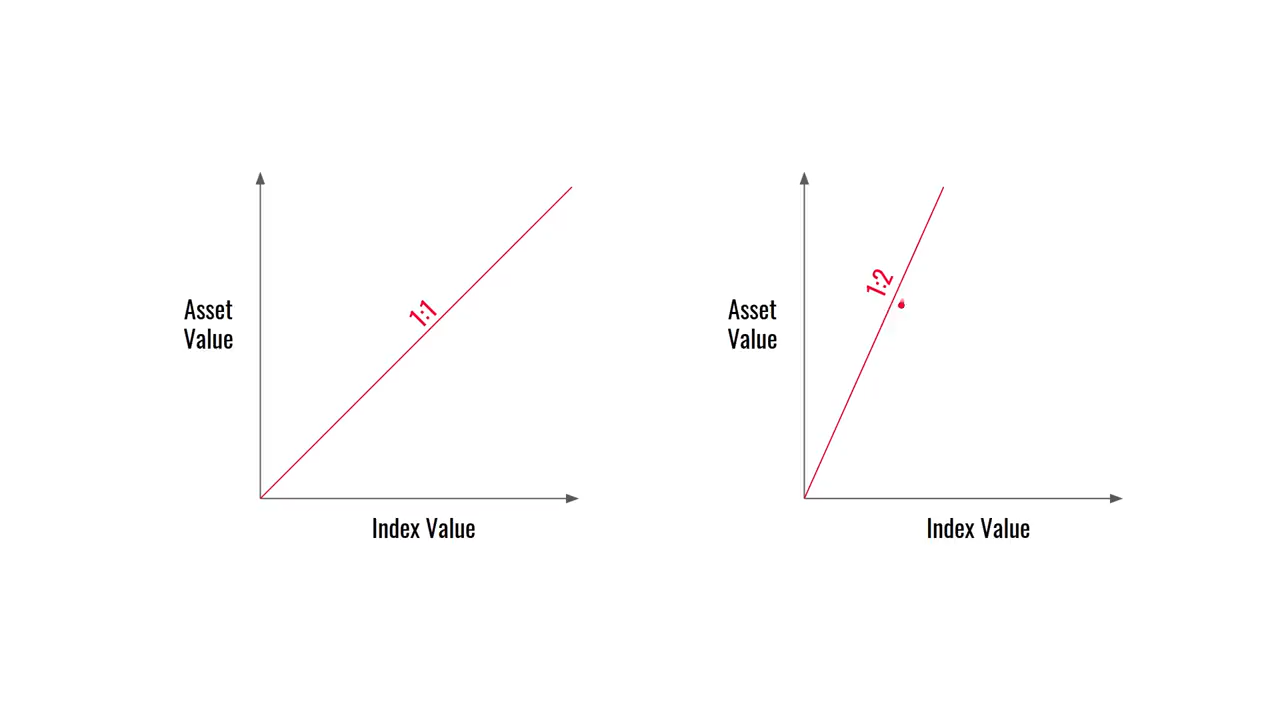 Asset
Value
1:1
Index Value
Asset
Value
1:2
Index Value